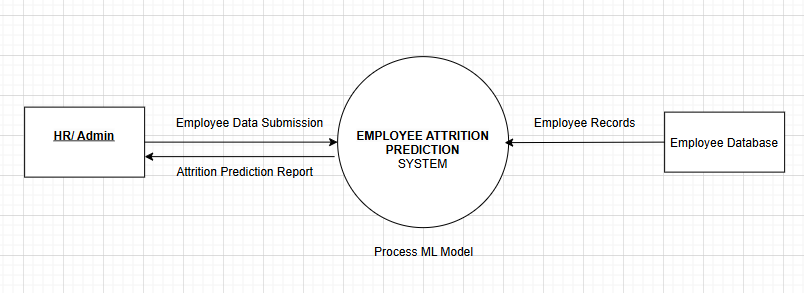 HR/ Admin
Employee Data Submission
Attrition Prediction Report
EMPLOYEE ATTRITION
PREDICTION
SYSTEM
Process ML Model
Employee Records
Employee Database